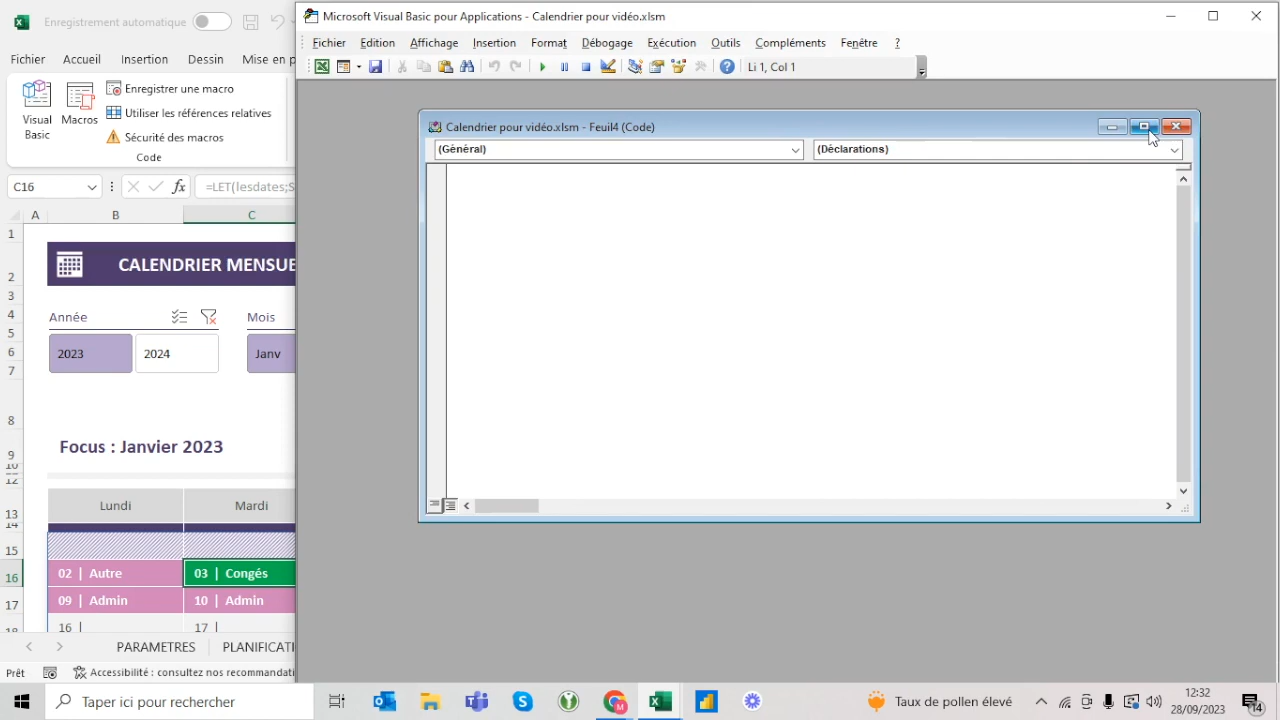 Enregistrement automatique
Microsoft Visual Basic pour Applications - Calendrier pour vidéo.xlsm
Fichier Edition Affichage Insertion Format Débogage Exécution Outils Compléments Fenêtre ?
Li 1, Col 1
Fichier Accueil Insertion Dessin Mise en p
Visual Basic
Macros
Enregistrer une macro
Utiliser les références relatives
Sécurité des macros
Code
C16
fx
=LET(lesdates;S
A B C
1
2
3
4
5
6
7
8
9
10
12
13
14
15
16
17
18
CALENDRIER MENSUE
Année
Mois
2023
2024
Janv
Focus : Janvier 2023
Lundi Mardi
02 | Autre 03 | Congés
09 | Admin 10 | Admin
16 | 17 |
PARAMETRES PLANIFICATI
Prêt
Accessibilité : consultez nos recommandati
Calendrier pour vidéo.xlsm - Feuil4 (Code)
(Général)
(Déclarations)
Taper ici pour rechercher
Taux de pollen élevé
12:32
28/09/2023
14